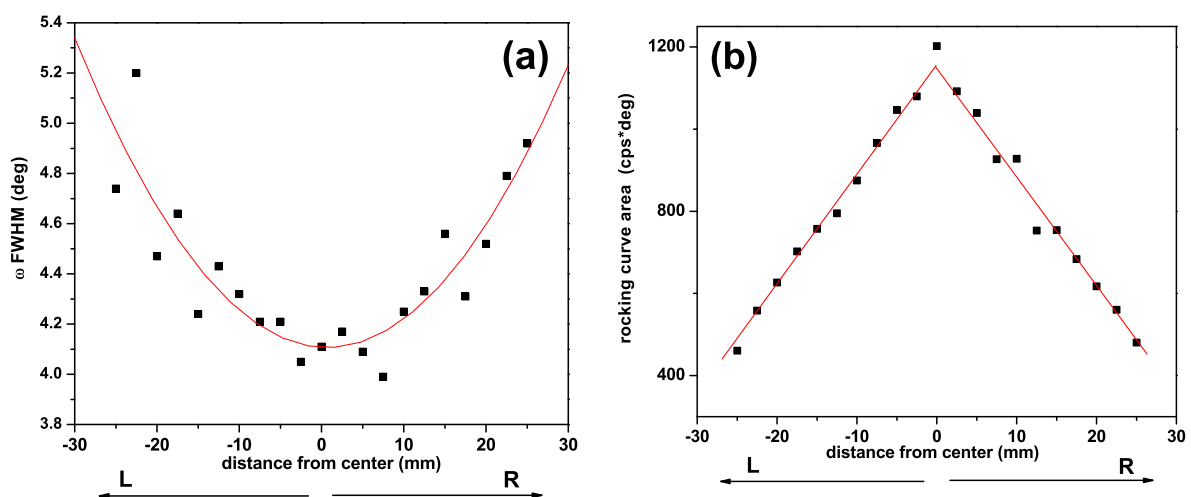 (a)
ω FWHM (deg)
5.4
5.2
5.0
4.8
4.6
4.4
4.2
4.0
3.8
-30 -20 -10 0 10 20 30
distance from center (mm)
L R
(b)
rocking curve area (cps*deg)
1200
800
400
-30 -20 -10 0 10 20 30
distance from center (mm)
L R